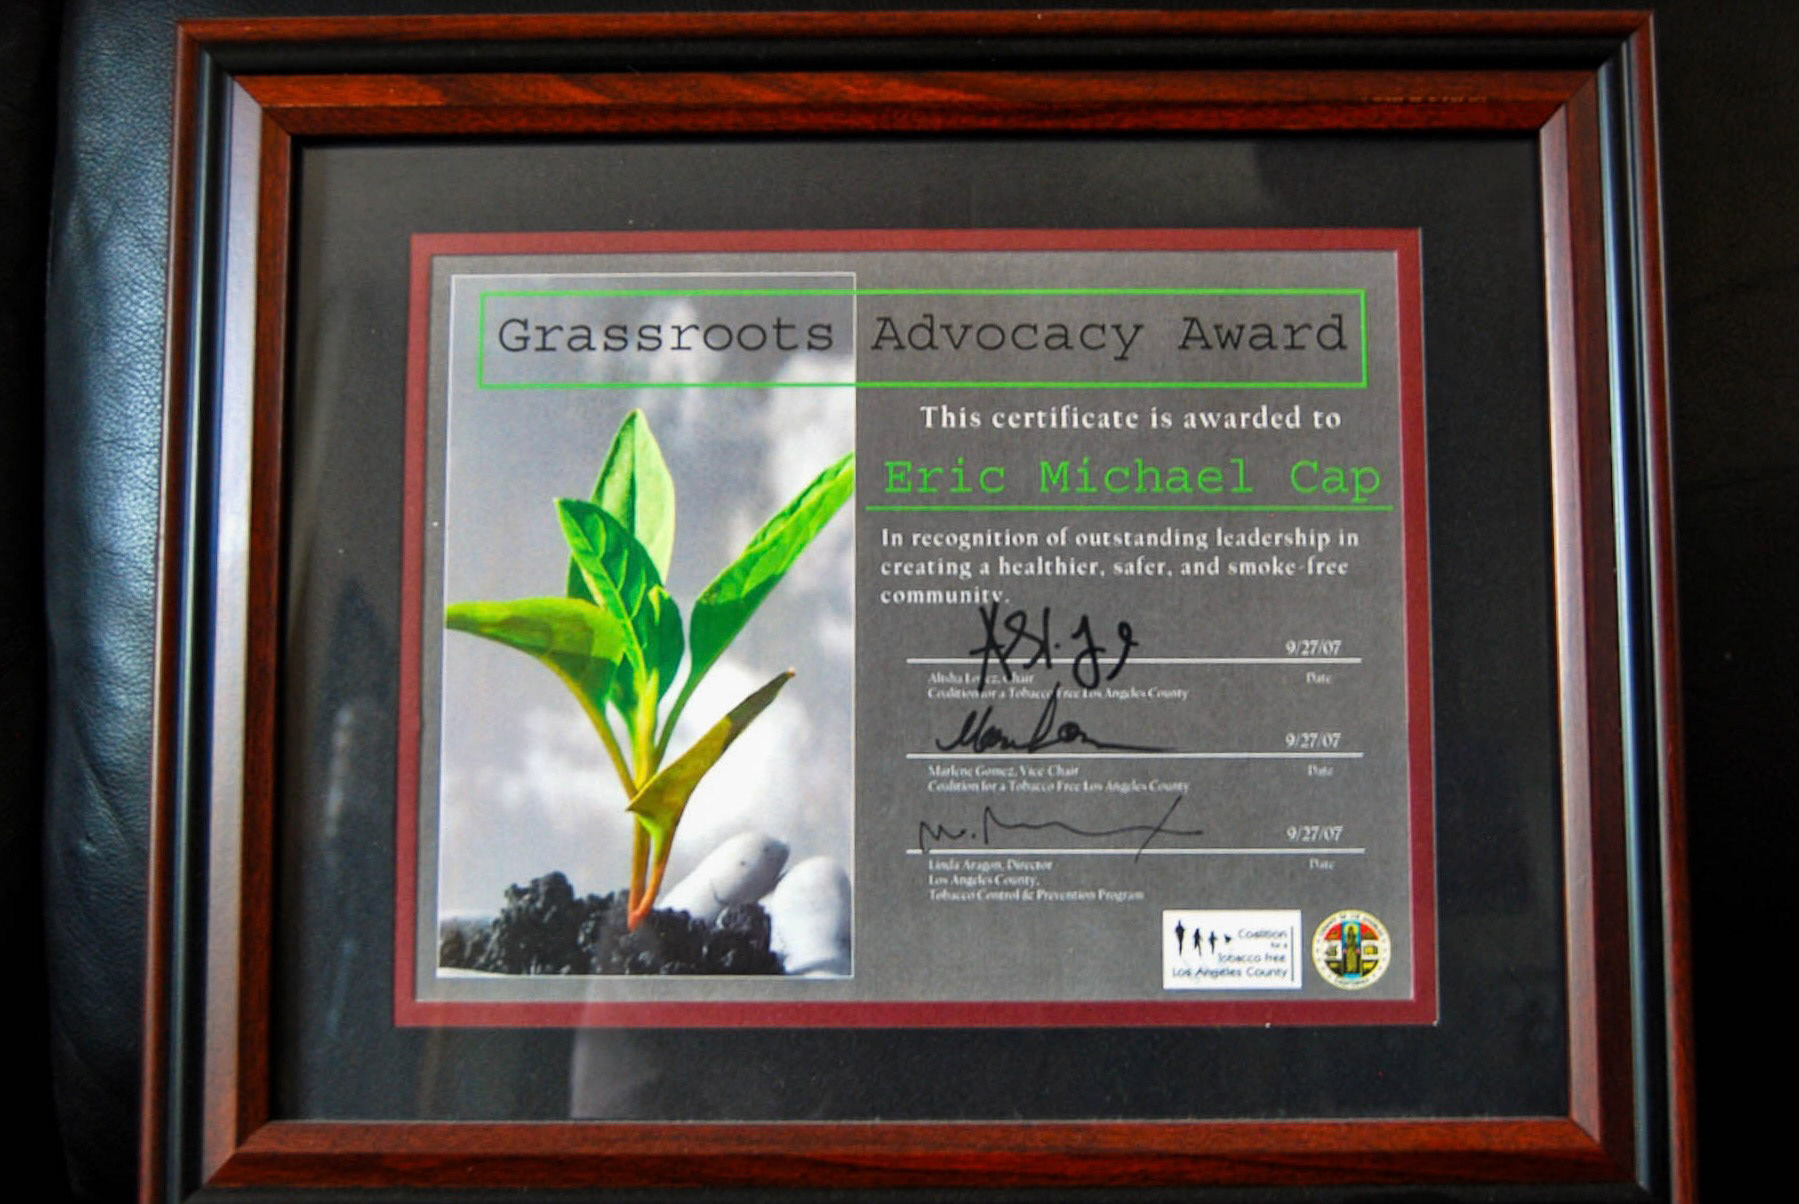 Grassroots Advocacy Award
This certificate is awarded to
Eric Michael Cap
In recognition of outstanding leadership in
creating a healthier, safer, and smoke-free
community.
9/27/07
Alisha Lopez, Chair Date
Coalition for a Tobacco Free Los Angeles County
9/27/07
Marlene Gomez, Vice Chair Date
Coalition for a Tobacco Free Los Angeles County
9/27/07
Linda Aragon, Director Date
Los Angeles County,
Tobacco Control & Prevention Program
Coalition
for a
tobacco free
Los Angeles County